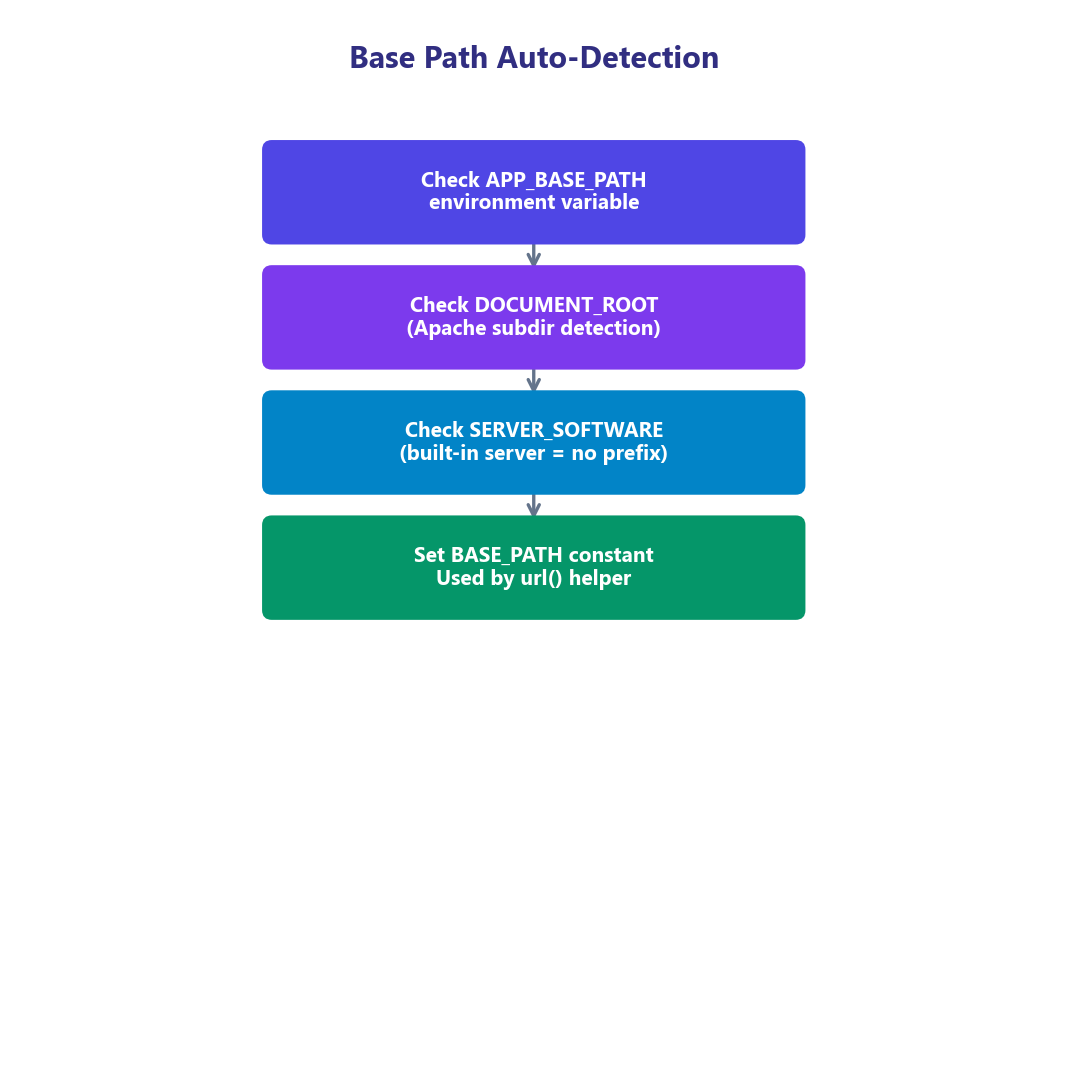 Base Path Auto-Detection
Check APP_BASE_PATH
environment variable
Check DOCUMENT_ROOT
(Apache subdir detection)
Check SERVER_SOFTWARE
(built-in server = no prefix)
Set BASE_PATH constant
Used by url() helper